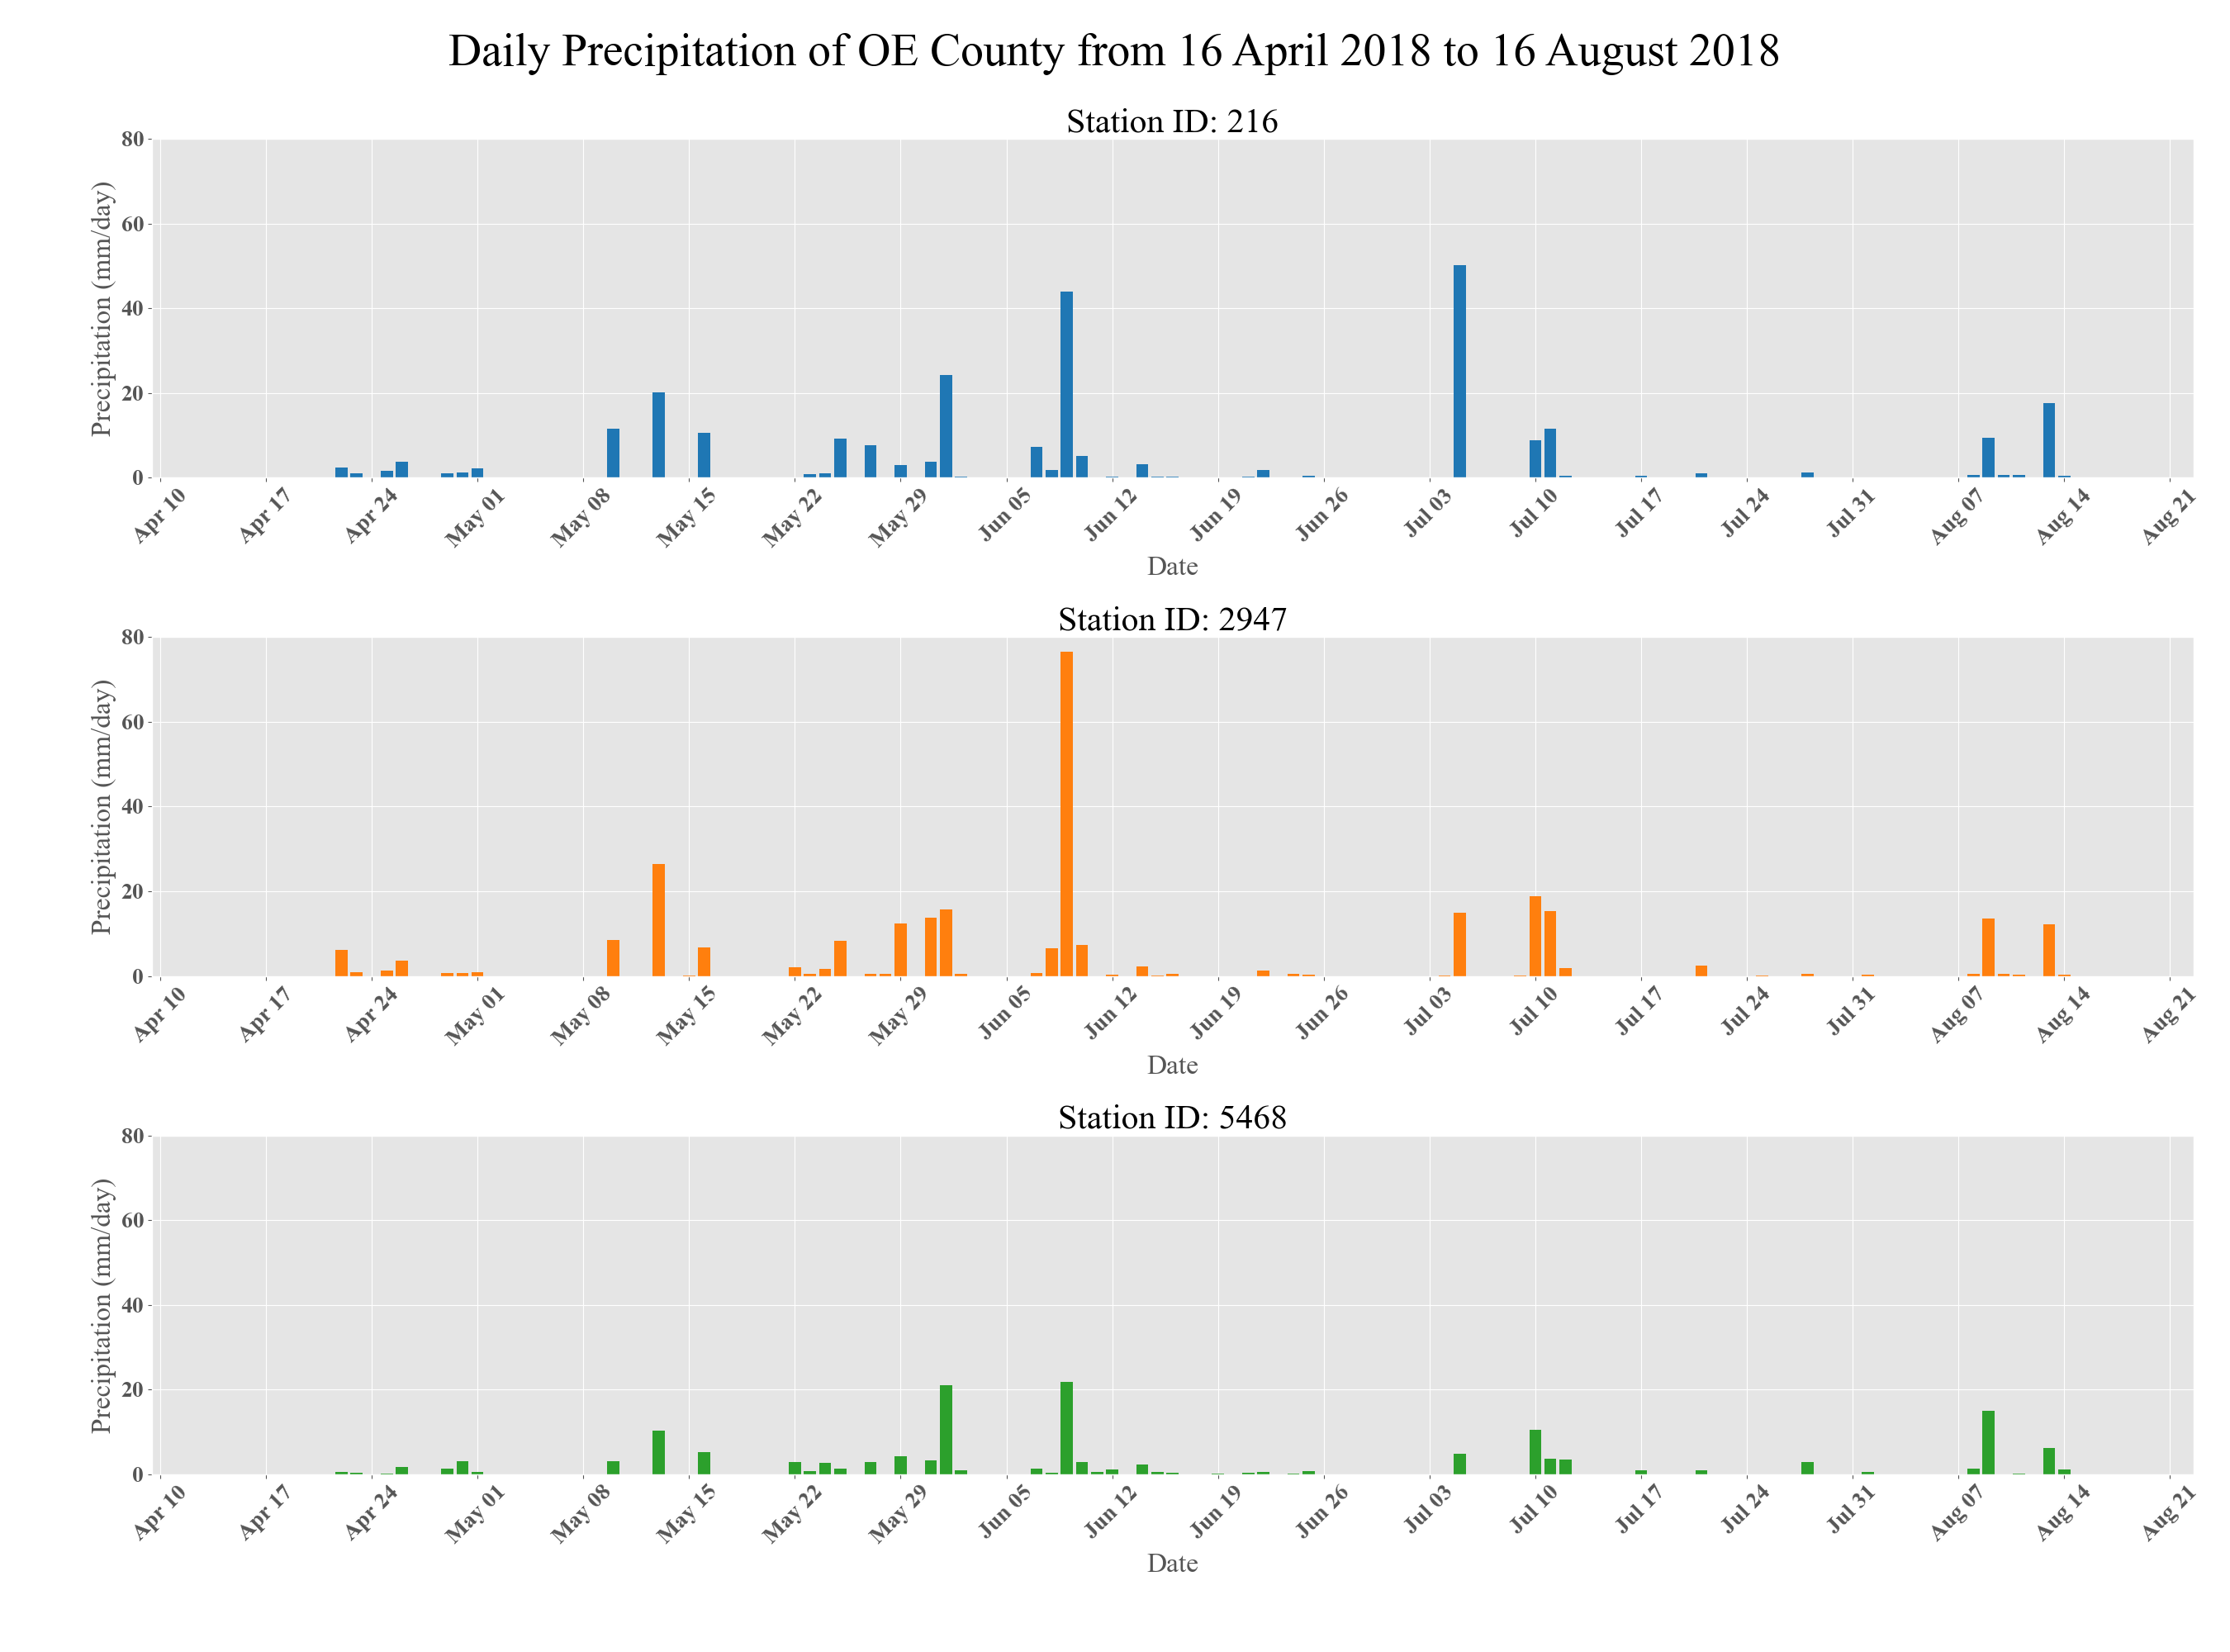 Daily Precipitation of OE County from 16 April 2018 to 16 August 2018
Station ID: 216
Precipitation (mm/day)
80
60
40
20
0
Apr 10 Apr 17 Apr 24 May 01 May 08 May 15 May 22 May 29 Jun 05 Jun 12 Jun 19 Jun 26 Jul 03 Jul 10 Jul 17 Jul 24 Jul 31 Aug 07 Aug 14 Aug 21
Date
Station ID: 2947
Precipitation (mm/day)
80
60
40
20
0
Apr 10 Apr 17 Apr 24 May 01 May 08 May 15 May 22 May 29 Jun 05 Jun 12 Jun 19 Jun 26 Jul 03 Jul 10 Jul 17 Jul 24 Jul 31 Aug 07 Aug 14 Aug 21
Date
Station ID: 5468
Precipitation (mm/day)
80
60
40
20
0
Apr 10 Apr 17 Apr 24 May 01 May 08 May 15 May 22 May 29 Jun 05 Jun 12 Jun 19 Jun 26 Jul 03 Jul 10 Jul 17 Jul 24 Jul 31 Aug 07 Aug 14 Aug 21
Date